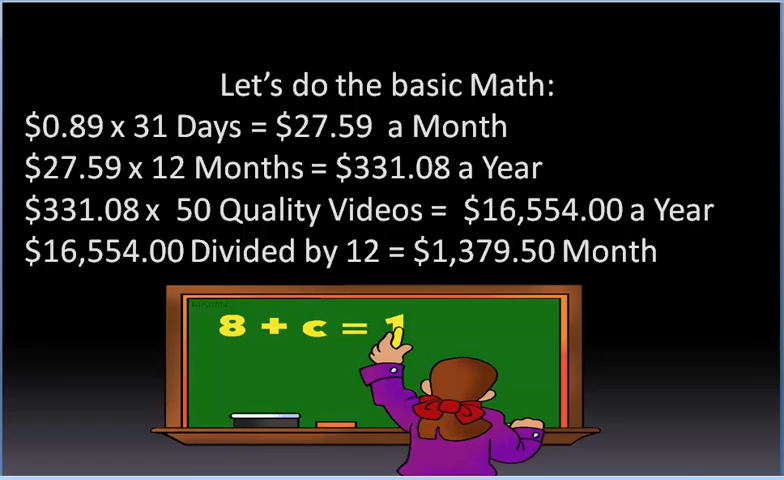 Let's do the basic Math:
$0.89 x 31 Days = $27.59 a Month
$27.59 x 12 Months = $331.08 a Year
$331.08 x 50 Quality Videos = $16,554.00 a Year
$16,554.00 Divided by 12 = $1,379.50 Month
8 + c = 1